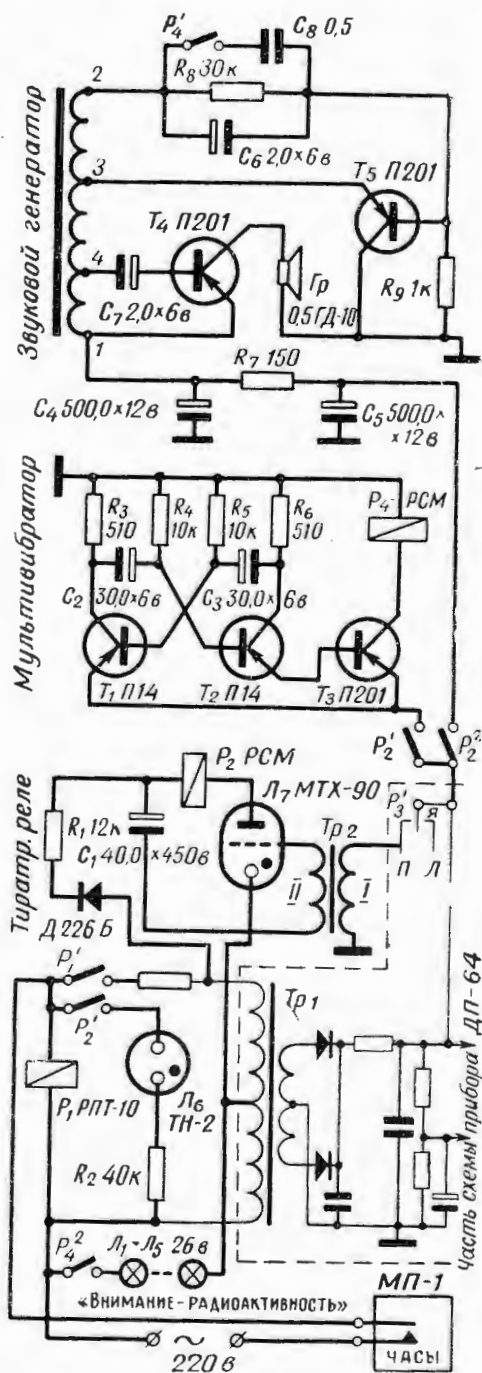 Звуковой генератор
P₄'
C₈ 0,5
R₈ 30к
2
C₆ 2,0×6в
3
T₅ П201
T₄ П201
4
C₇ 2,0×6в
Гр
0,5ГД-10
R₉ 1к
1
R₇ 150
C₄ 500,0×12в
C₅ 500,0×
×12в
Мультивибратор
R₃
510
R₄
10к
R₅
10к
R₆
510
P₄ РСМ
C₂ 30,0×6в
C₃ 30,0×6в
T₁ П14
T₂ П14
T₃ П201
P₂'
P₂²
Тиратр. реле
P₂ РСМ
Л₇ МТХ-90
R₁ 12к
C₁ 40,0×450в
Тр2
II
I
P₃'
Я
П
Л
Д226Б
P₁'
P₂'
Тр₁
P₁ РПТ-10
Л₆
ТН-2
R₂ 40к
Часть схемы прибора ДП-64
P₄²
Л₁-Л₅ 26в
«Внимание-радиоактивность»
МП-1
~
220в
ЧАСЫ